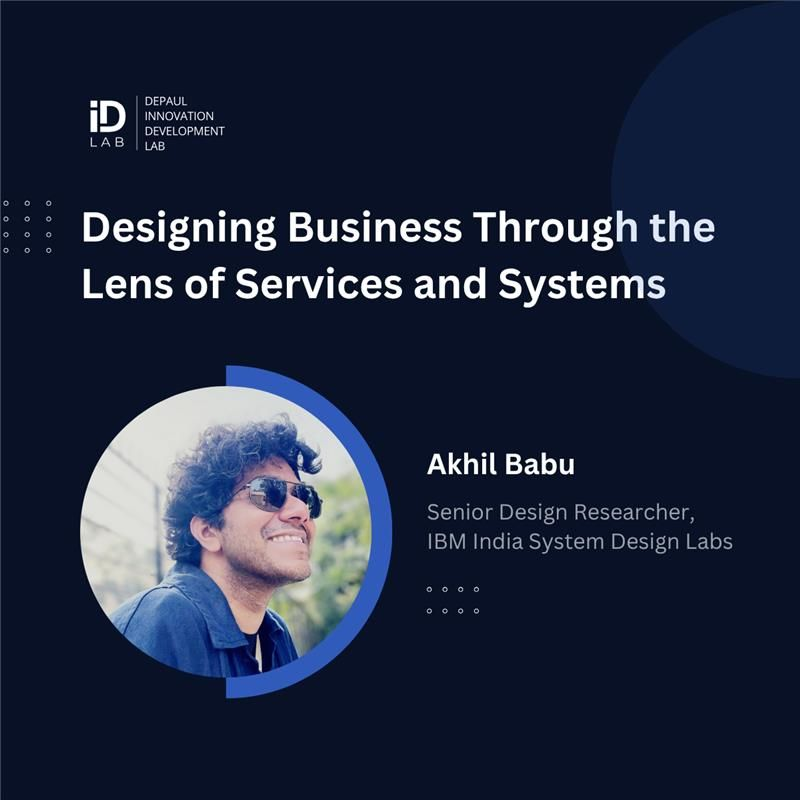 iD
LAB
DEPAUL
INNOVATION
DEVELOPMENT
LAB
Designing Business Through the
Lens of Services and Systems
Akhil Babu
Senior Design Researcher,
IBM India System Design Labs